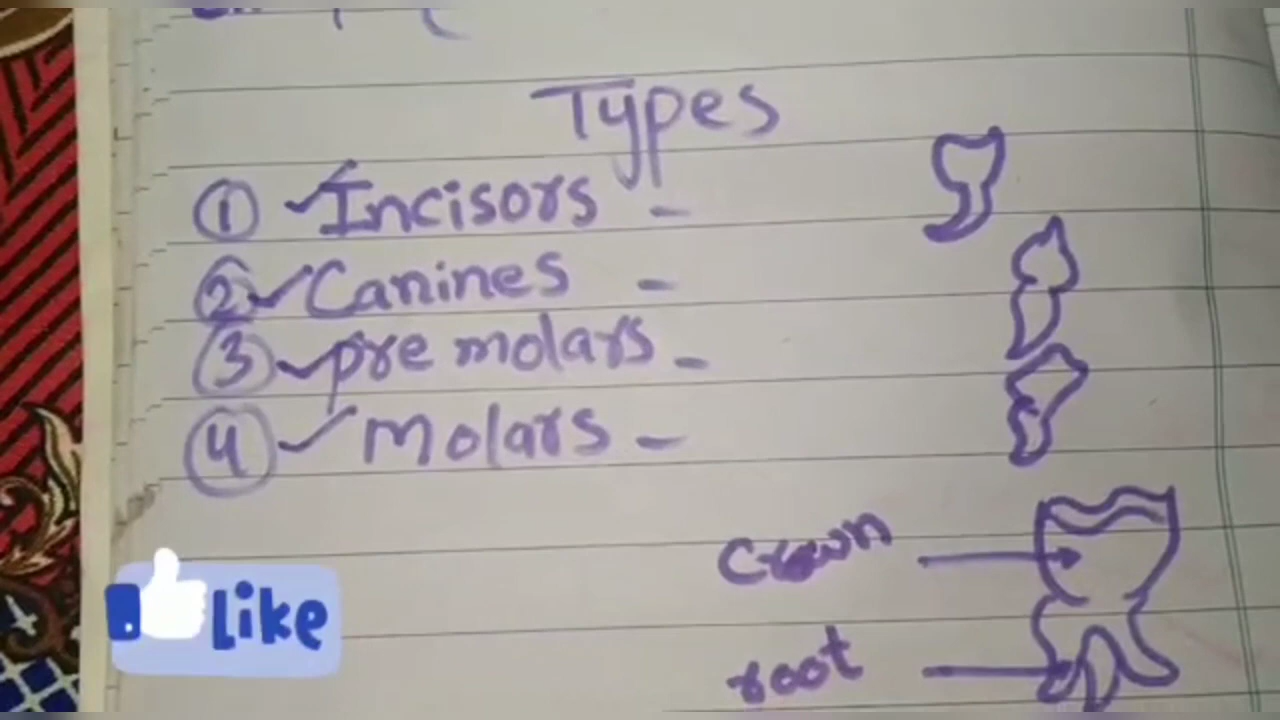 Types
① Incisors -
② Canines -
③ pre molars -
④ Molars -
Crown
root
Like